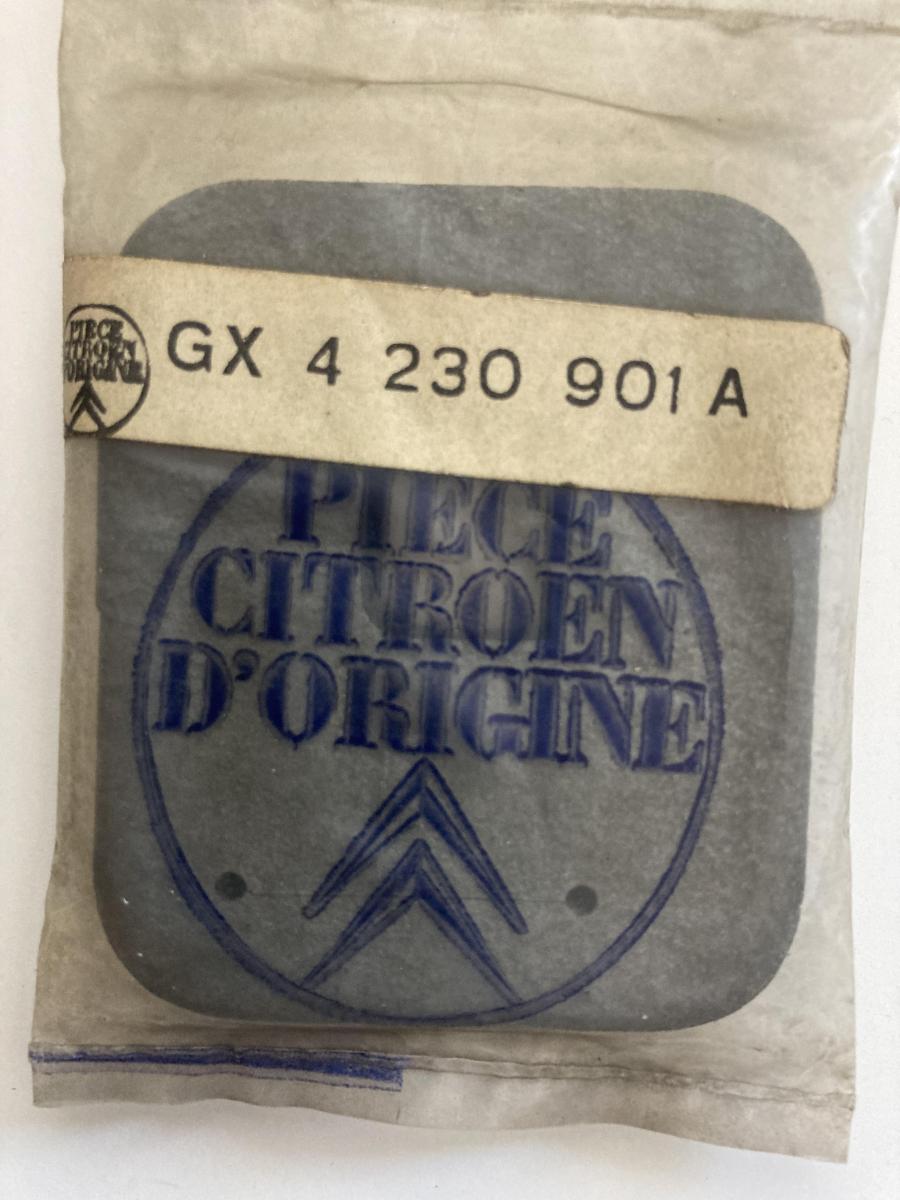 PIECE
CITROEN
D'ORIGINE
GX 4 230 901 A
PIECE
CITROEN
D'ORIGINE